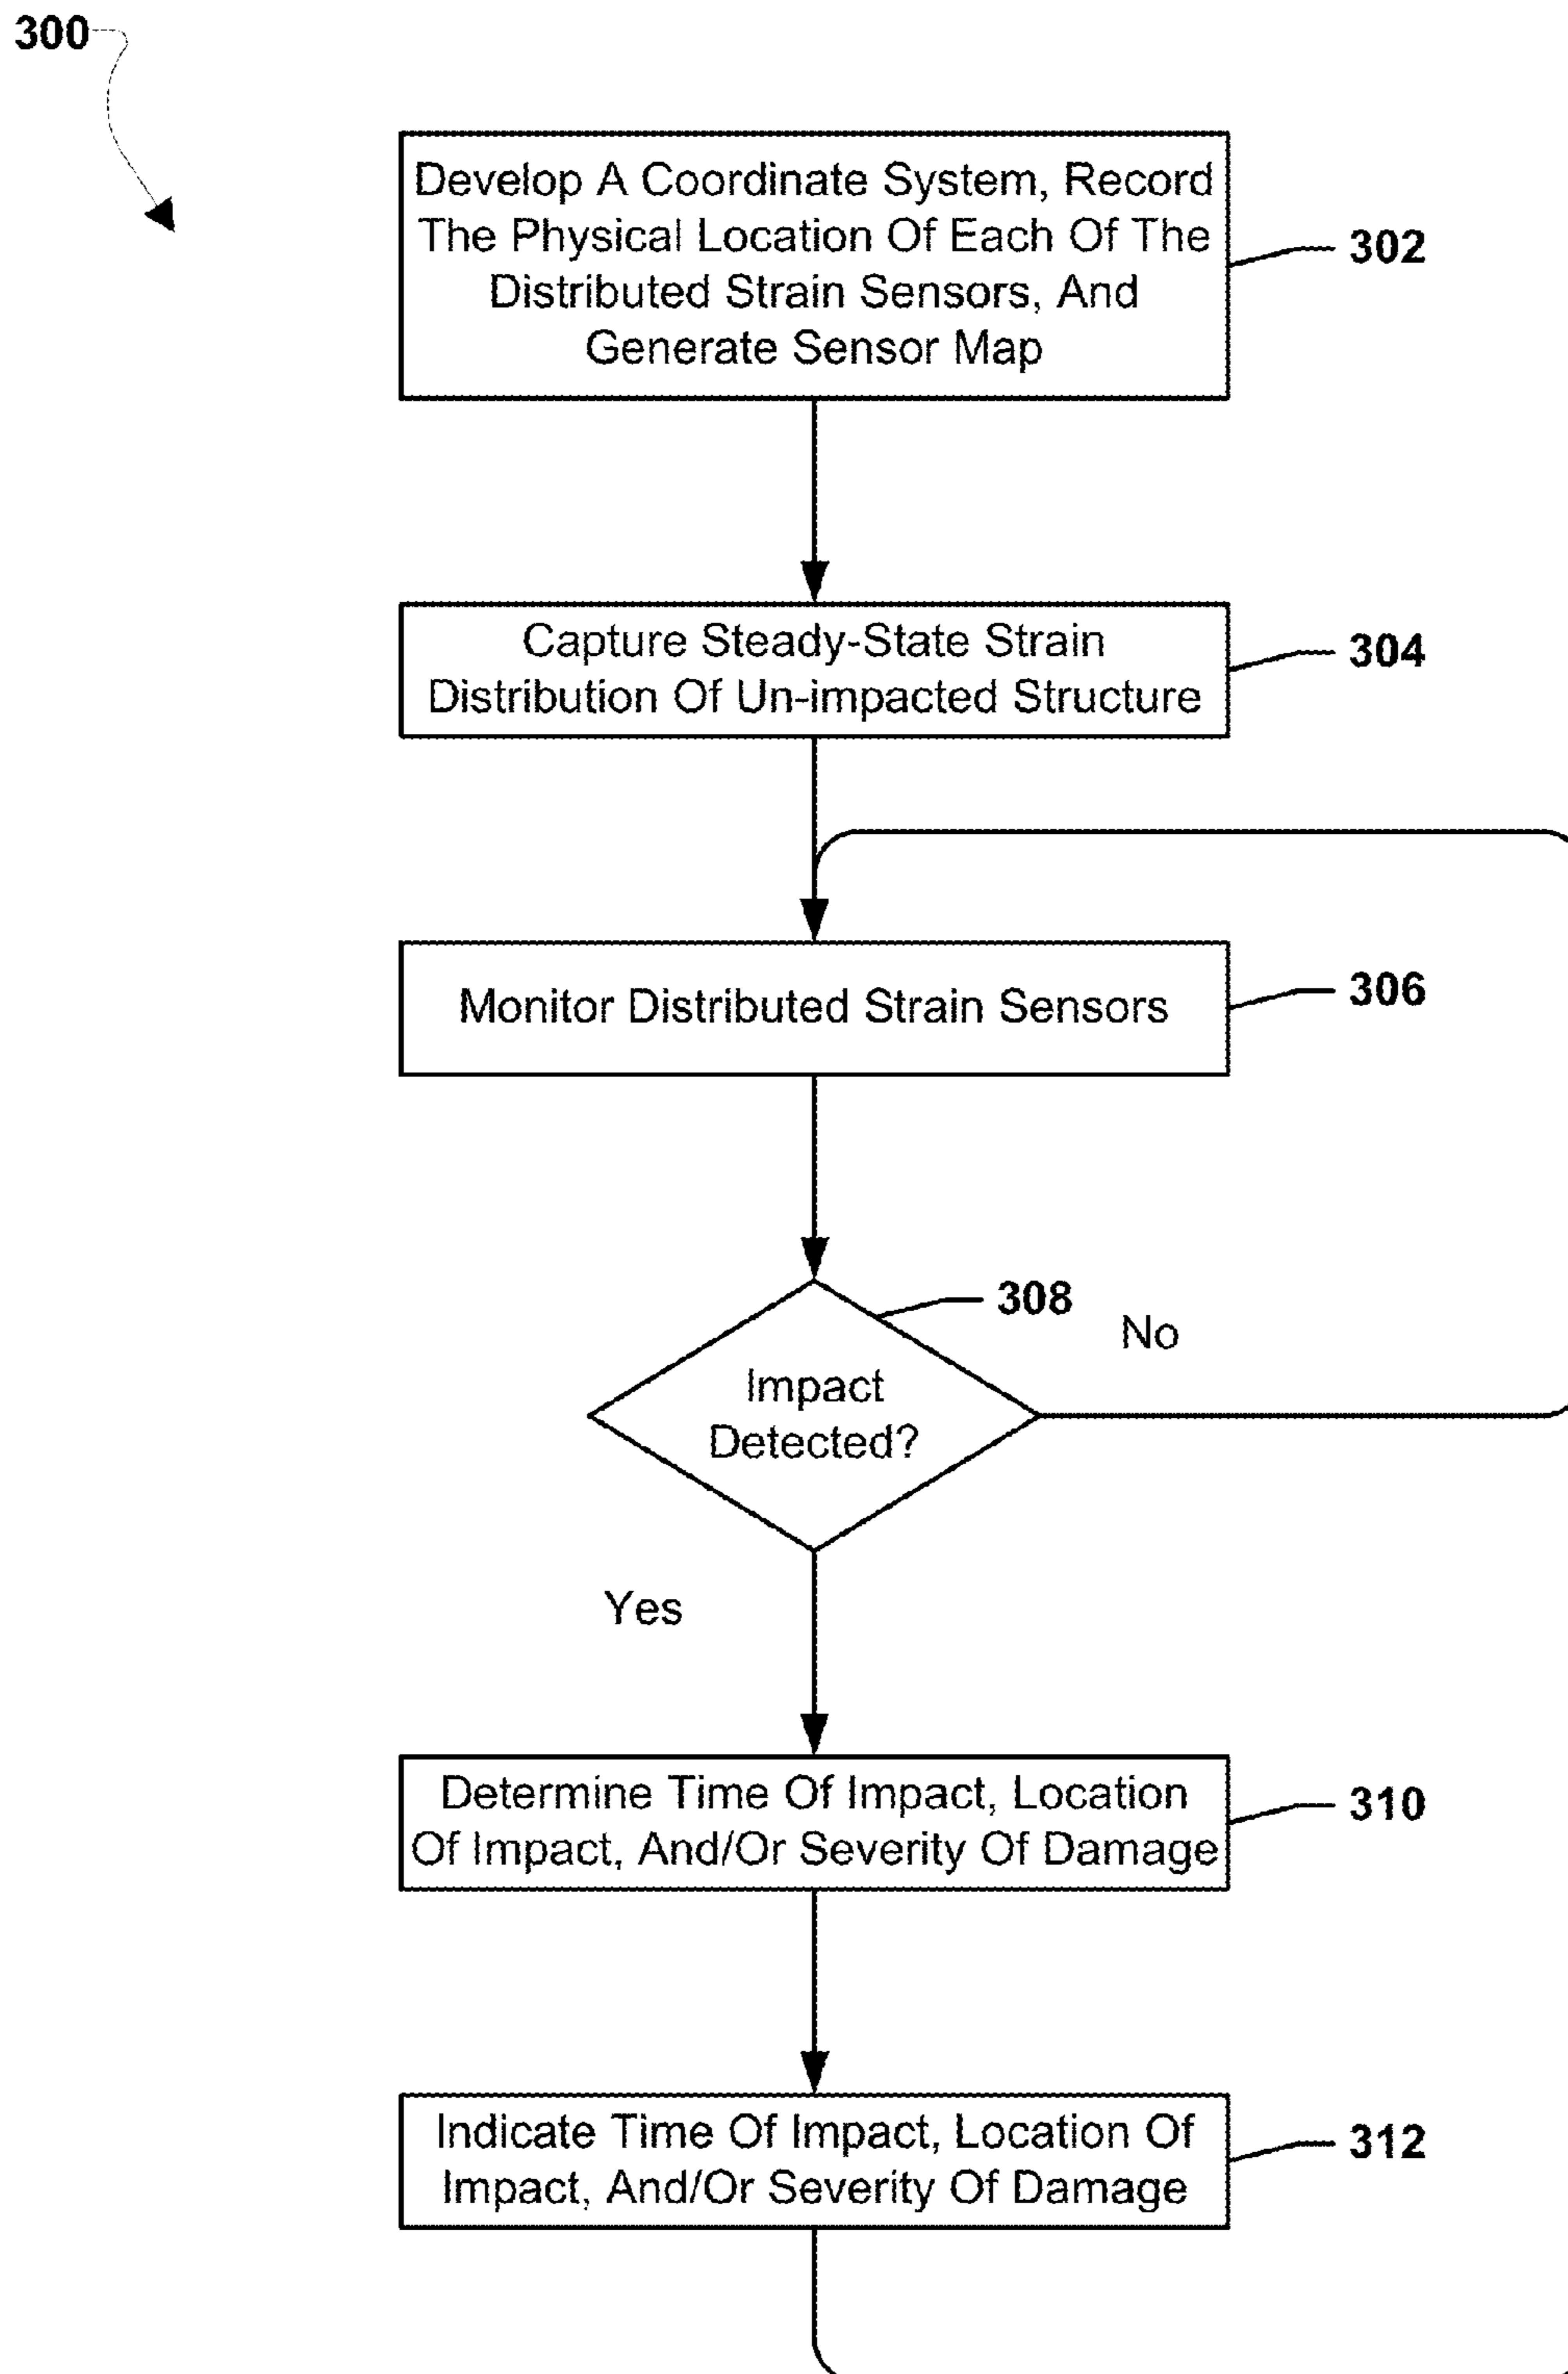 300
Develop A Coordinate System, Record
The Physical Location Of Each Of The
Distributed Strain Sensors, And
Generate Sensor Map
302
Capture Steady-State Strain
Distribution Of Un-impacted Structure
304
Monitor Distributed Strain Sensors
306
308
Impact
Detected?
No
Yes
Determine Time Of Impact, Location
Of Impact, And/Or Severity Of Damage
310
Indicate Time Of Impact, Location Of
Impact, And/Or Severity Of Damage
312